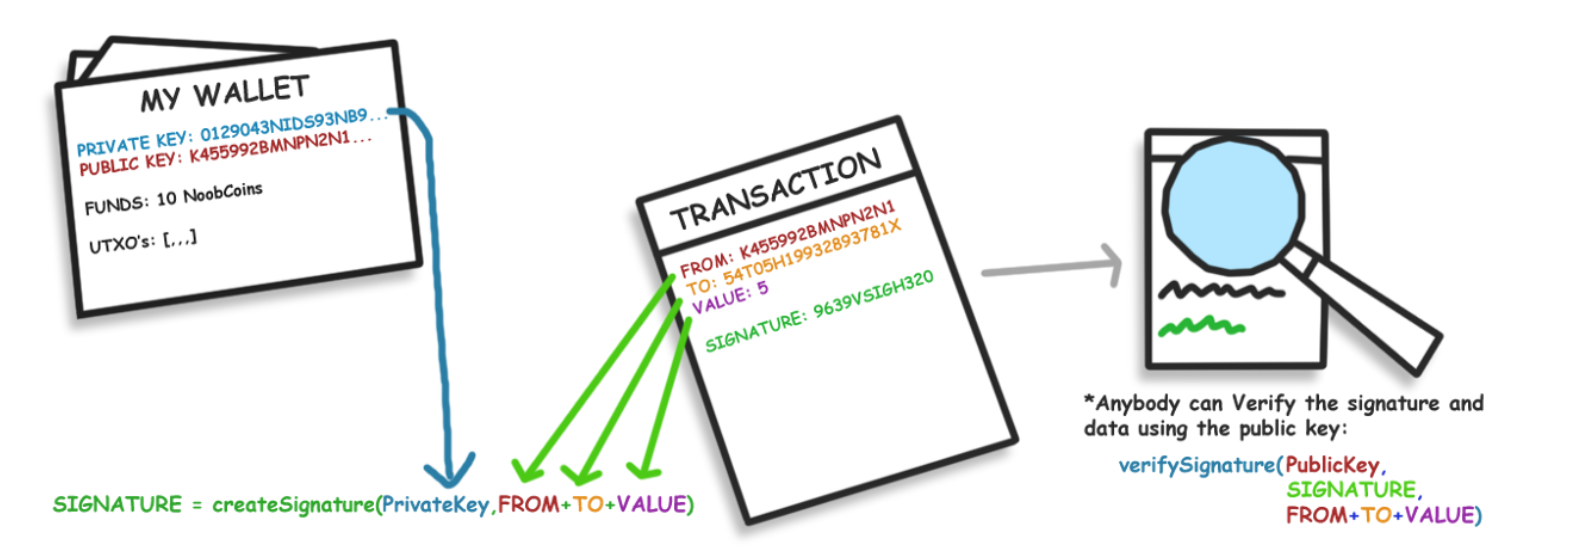 MY WALLET
PRIVATE KEY: 0129043NIDS93NB9...
PUBLIC KEY: K455992BMNPN2N1...
FUNDS: 10 NoobCoins
UTXO's: [,,,]
SIGNATURE = createSignature(PrivateKey,FROM+TO+VALUE)
TRANSACTION
FROM: K455992BMNPN2N1
TO: 54T05H19932893781X
VALUE: 5
SIGNATURE: 9639VSIGH320
*Anybody can Verify the signature and
data using the public key:
verifySignature(PublicKey,
SIGNATURE,
FROM+TO+VALUE)